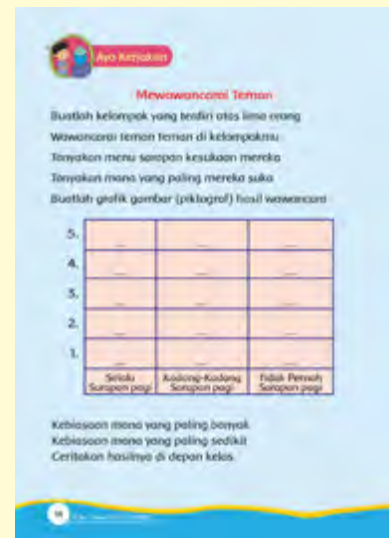 Ayo Kerjakan
Mewawancarai Teman
Buatlah kelompok yang terdiri atas lima orang
Wawancarai teman teman di kelompokmu
Tanyakan menu sarapan kesukaan mereka
Tanyakan mana yang paling mereka suka
Buatlah grafik gambar (piktograf) hasil wawancara
5.
4.
3.
2.
1.
Selalu Kadang-Kadang Tidak Pernah
Sarapan pagi Sarapan pagi Sarapan pagi
Kebiasaan mana yang paling banyak
Kebiasaan mana yang paling sedikit
Ceritakan hasilnya di depan kelas